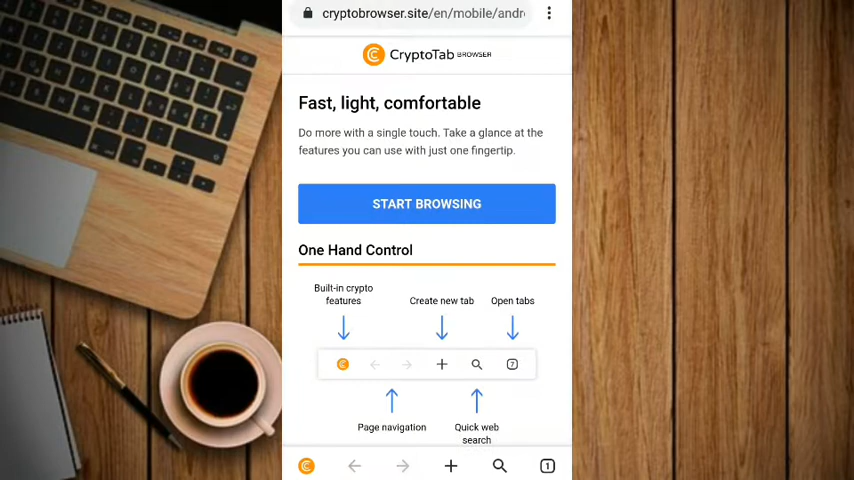 cryptobrowser.site/en/mobile/andr
CryptoTab BROWSER
Fast, light, comfortable
Do more with a single touch. Take a glance at the
features you can use with just one fingertip.
START BROWSING
One Hand Control
Built-in crypto
features
Create new tab
Open tabs
7
Page navigation
Quick web
search
1